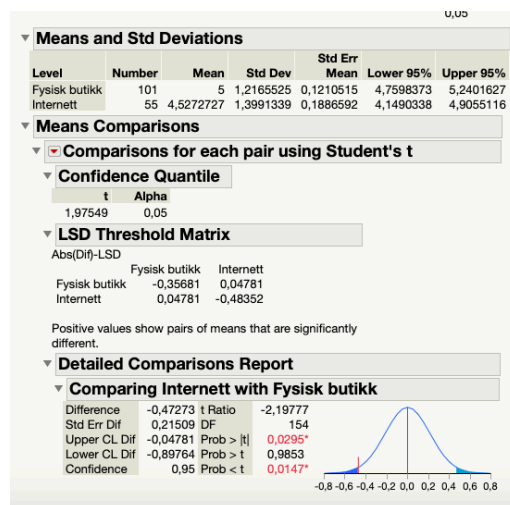 0,05
Means and Std Deviations
Std Err
Level Number Mean Std Dev Mean Lower 95% Upper 95%
Fysisk butikk 101 5 1,2165525 0,1210515 4,7598373 5,2401627
Internett 55 4,5272727 1,3991339 0,1886592 4,1490338 4,9055116
Means Comparisons
Comparisons for each pair using Student's t
Confidence Quantile
t Alpha
1,97549 0,05
LSD Threshold Matrix
Abs(Dif)-LSD
Fysisk butikk Internett
Fysisk butikk -0,35681 0,04781
Internett 0,04781 -0,48352
Positive values show pairs of means that are significantly
different.
Detailed Comparisons Report
Comparing Internett with Fysisk butikk
Difference -0,47273 t Ratio -2,19777
Std Err Dif 0,21509 DF 154
Upper CL Dif -0,04781 Prob > |t| 0,0295*
Lower CL Dif -0,89764 Prob > t 0,9853
Confidence 0,95 Prob < t 0,0147*
-0,8 -0,6 -0,4 -0,2 0,0 0,2 0,4 0,6 0,8